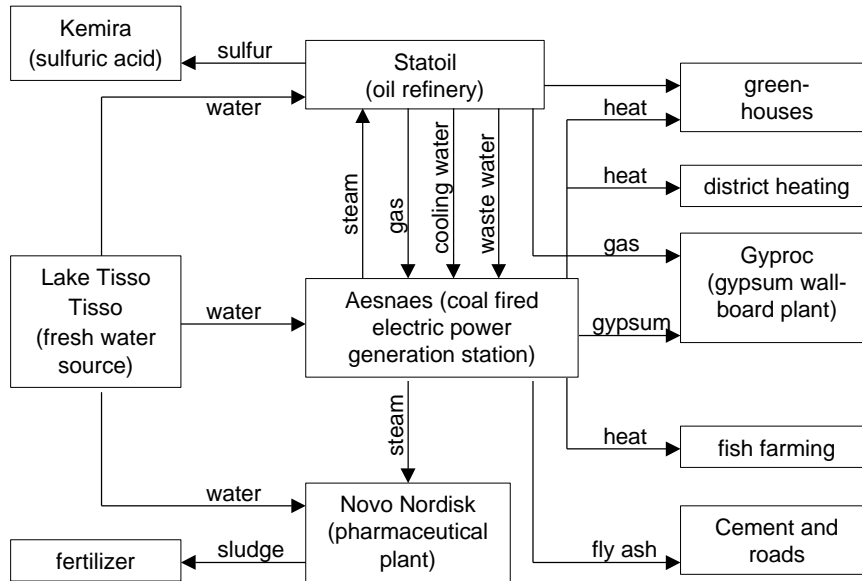 Kemira
(sulfuric acid)
sulfur
Statoil
(oil refinery)
green-
houses
water
heat
steam
gas
cooling water
waste water
heat
district heating
gas
Gyproc
(gypsum wall-
board plant)
Lake Tisso
Tisso
(fresh water
source)
water
Aesnaes (coal fired
electric power
generation station)
gypsum
steam
heat
fish farming
water
Novo Nordisk
(pharmaceutical
plant)
sludge
fertilizer
fly ash
Cement and
roads